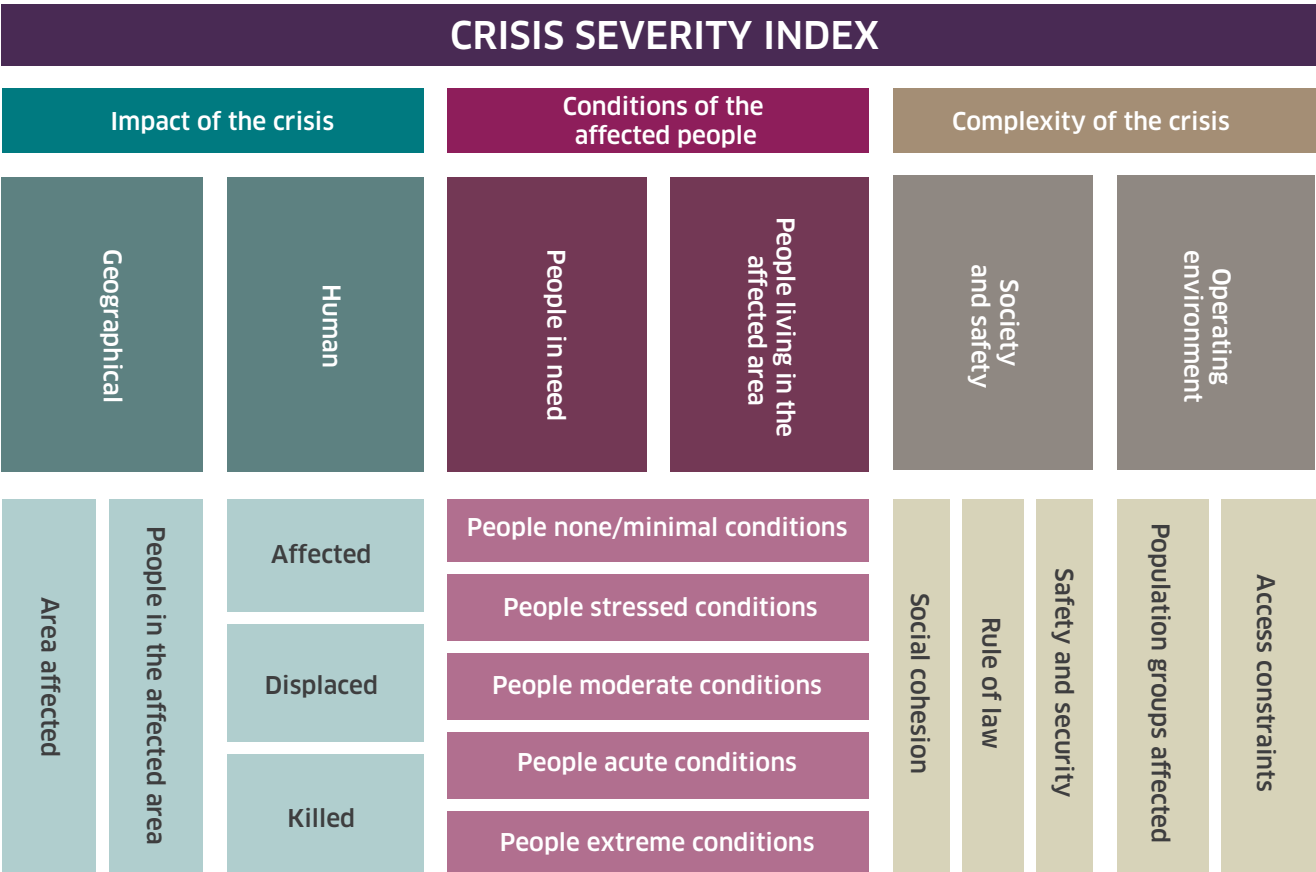 CRISIS SEVERITY INDEX
Impact of the crisis
Conditions of the
affected people
Complexity of the crisis
Geographical
Human
People in need
People living in the
affected area
Society
and safety
Operating
environment
Area affected
People in the affected area
Affected
Displaced
Killed
People none/minimal conditions
People stressed conditions
People moderate conditions
People acute conditions
People extreme conditions
Social cohesion
Rule of law
Safety and security
Population groups affected
Access constraints